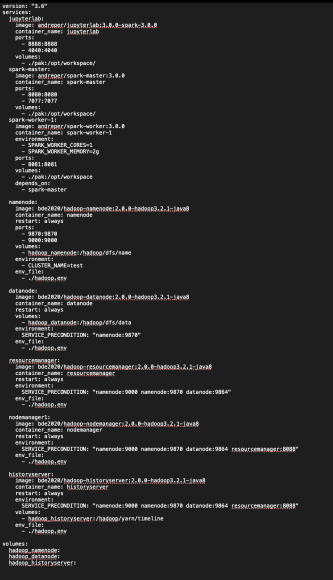 version: "3.6"
services:
  jupyterlab:
    image: andreper/jupyterlab:3.0.0-spark-3.0.0
    container_name: jupyterlab
    ports:
      - 8888:8888
      - 4040:4040
    volumes:
      - ./pak:/opt/workspace/
  spark-master:
    image: andreper/spark-master:3.0.0
    container_name: spark-master
    ports:
      - 8080:8080
      - 7077:7077
    volumes:
      - ./pak:/opt/workspace/
  spark-worker-1:
    image: andreper/spark-worker:3.0.0
    container_name: spark-worker-1
    environment:
      - SPARK_WORKER_CORES=1
      - SPARK_WORKER_MEMORY=2g
    ports:
      - 8081:8081
    volumes:
      - ./pak:/opt/workspace
    depends_on:
      - spark-master
  namenode:
    image: bde2020/hadoop-namenode:2.0.0-hadoop3.2.1-java8
    container_name: namenode
    restart: always
    ports:
      - 9870:9870
      - 9000:9000
    volumes:
      - hadoop_namenode:/hadoop/dfs/name
    environment:
      - CLUSTER_NAME=test
    env_file:
      - ./hadoop.env
  datanode:
    image: bde2020/hadoop-datanode:2.0.0-hadoop3.2.1-java8
    container_name: datanode
    restart: always
    volumes:
      - hadoop_datanode:/hadoop/dfs/data
    environment:
      SERVICE_PRECONDITION: "namenode:9870"
    env_file:
      - ./hadoop.env
  resourcemanager:
    image: bde2020/hadoop-resourcemanager:2.0.0-hadoop3.2.1-java8
    container_name: resourcemanager
    restart: always
    environment:
      SERVICE_PRECONDITION: "namenode:9000 namenode:9870 datanode:9864"
    env_file:
      - ./hadoop.env
  nodemanager1:
    image: bde2020/hadoop-nodemanager:2.0.0-hadoop3.2.1-java8
    container_name: nodemanager
    restart: always
    environment:
      SERVICE_PRECONDITION: "namenode:9000 namenode:9870 datanode:9864 resourcemanager:8088"
    env_file:
      - ./hadoop.env
  historyserver:
    image: bde2020/hadoop-historyserver:2.0.0-hadoop3.2.1-java8
    container_name: historyserver
    restart: always
    environment:
      SERVICE_PRECONDITION: "namenode:9000 namenode:9870 datanode:9864 resourcemanager:8088"
    volumes:
      - hadoop_historyserver:/hadoop/yarn/timeline
    env_file:
      - ./hadoop.env
volumes:
  hadoop_namenode:
  hadoop_datanode:
  hadoop_historyserver: